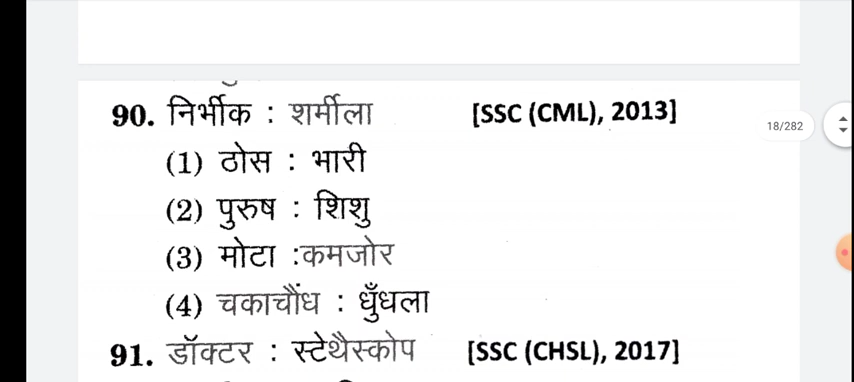 90. निर्भीक : शर्मीला [SSC (CML), 2013]
(1) ठोस : भारी
18/282
(2) पुरुष : शिशु
(3) मोटा :कमजोर
(4) चकाचौंध : धुँधला
91. डॉक्टर : स्टेथैस्कोप [SSC (CHSL), 2017]